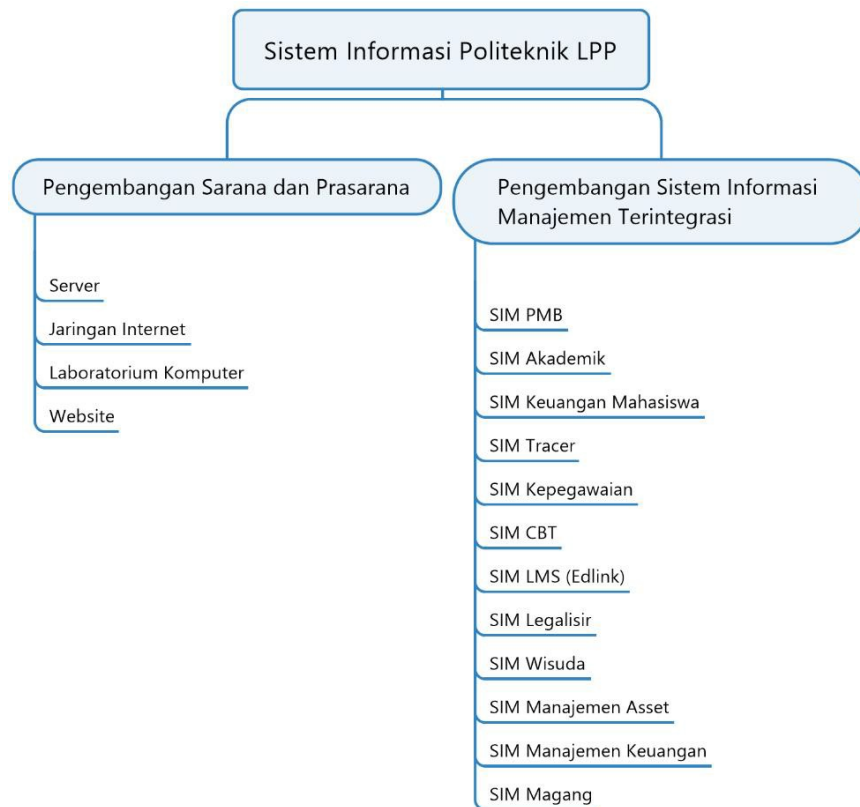 Sistem Informasi Politeknik LPP
Pengembangan Sarana dan Prasarana
Server
Jaringan Internet
Laboratorium Komputer
Website
Pengembangan Sistem Informasi
Manajemen Terintegrasi
SIM PMB
SIM Akademik
SIM Keuangan Mahasiswa
SIM Tracer
SIM Kepegawaian
SIM CBT
SIM LMS (Edlink)
SIM Legalisir
SIM Wisuda
SIM Manajemen Asset
SIM Manajemen Keuangan
SIM Magang